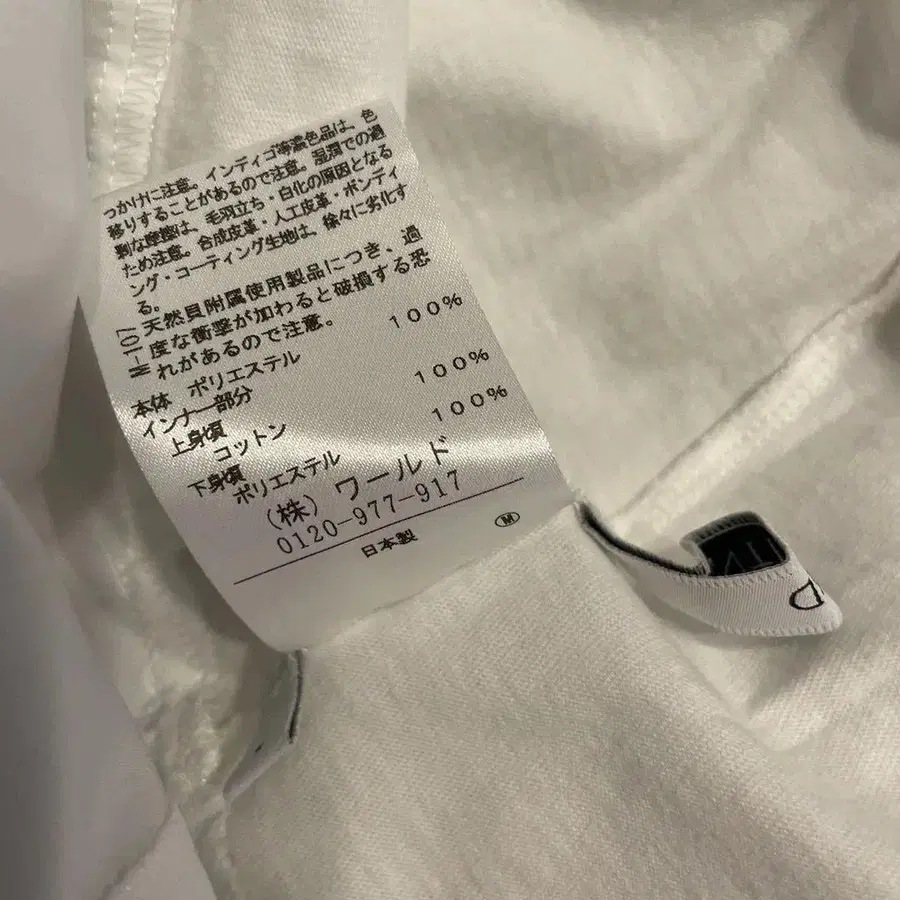 つかけに注意。インディゴ等濃色品は、色
移りすることがあるので注意。湿潤での過
剰な摩擦は、毛羽立ち・白化の原因となる
ため注意。合成皮革・人工皮革・ボンディ
ング・コーティング生地は、徐々に劣化す
る。
天然貝附属使用製品につき、過
度な衝撃が加わると破損する恐
れがあるので注意。
W-107
本体 ポリエステル 100%
インナー部分
上身頃
コットン 100%
下身頃
ポリエステル 100%
(株) ワールド
0120-977-917
日本製
M